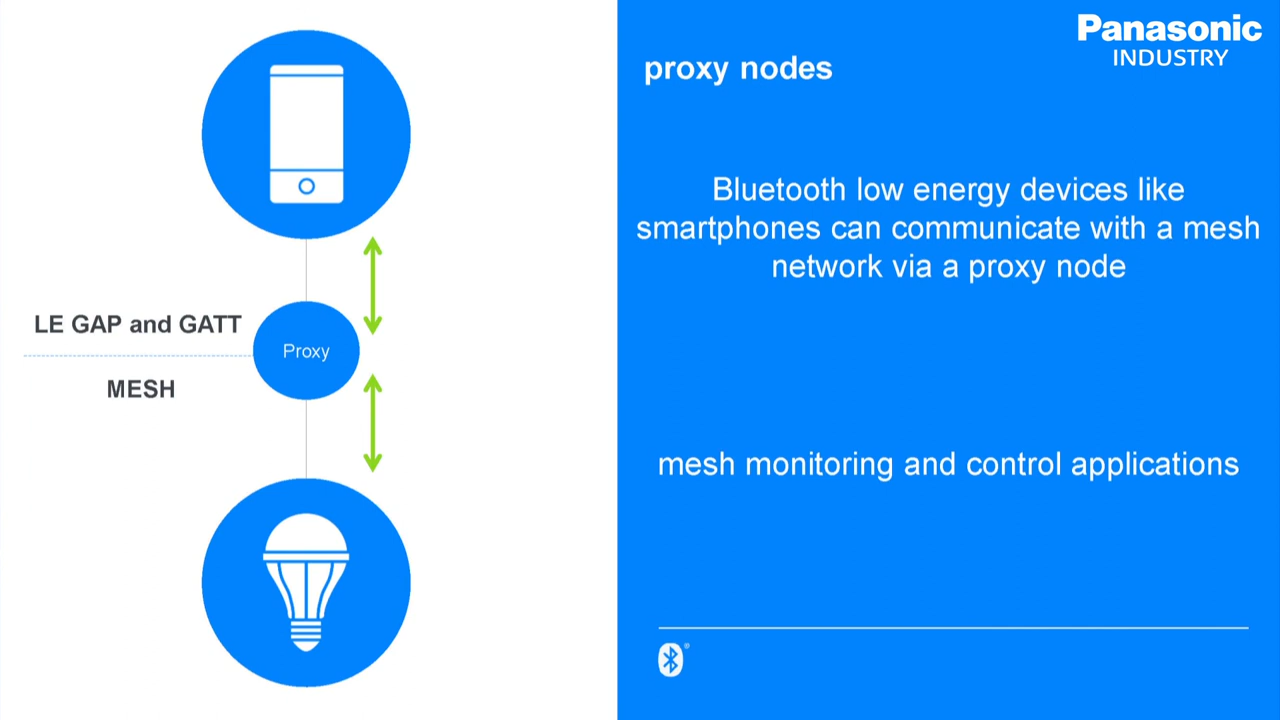 LE GAP and GATT
Proxy
MESH
Panasonic
INDUSTRY
proxy nodes
Bluetooth low energy devices like
smartphones can communicate with a mesh
network via a proxy node
mesh monitoring and control applications
®